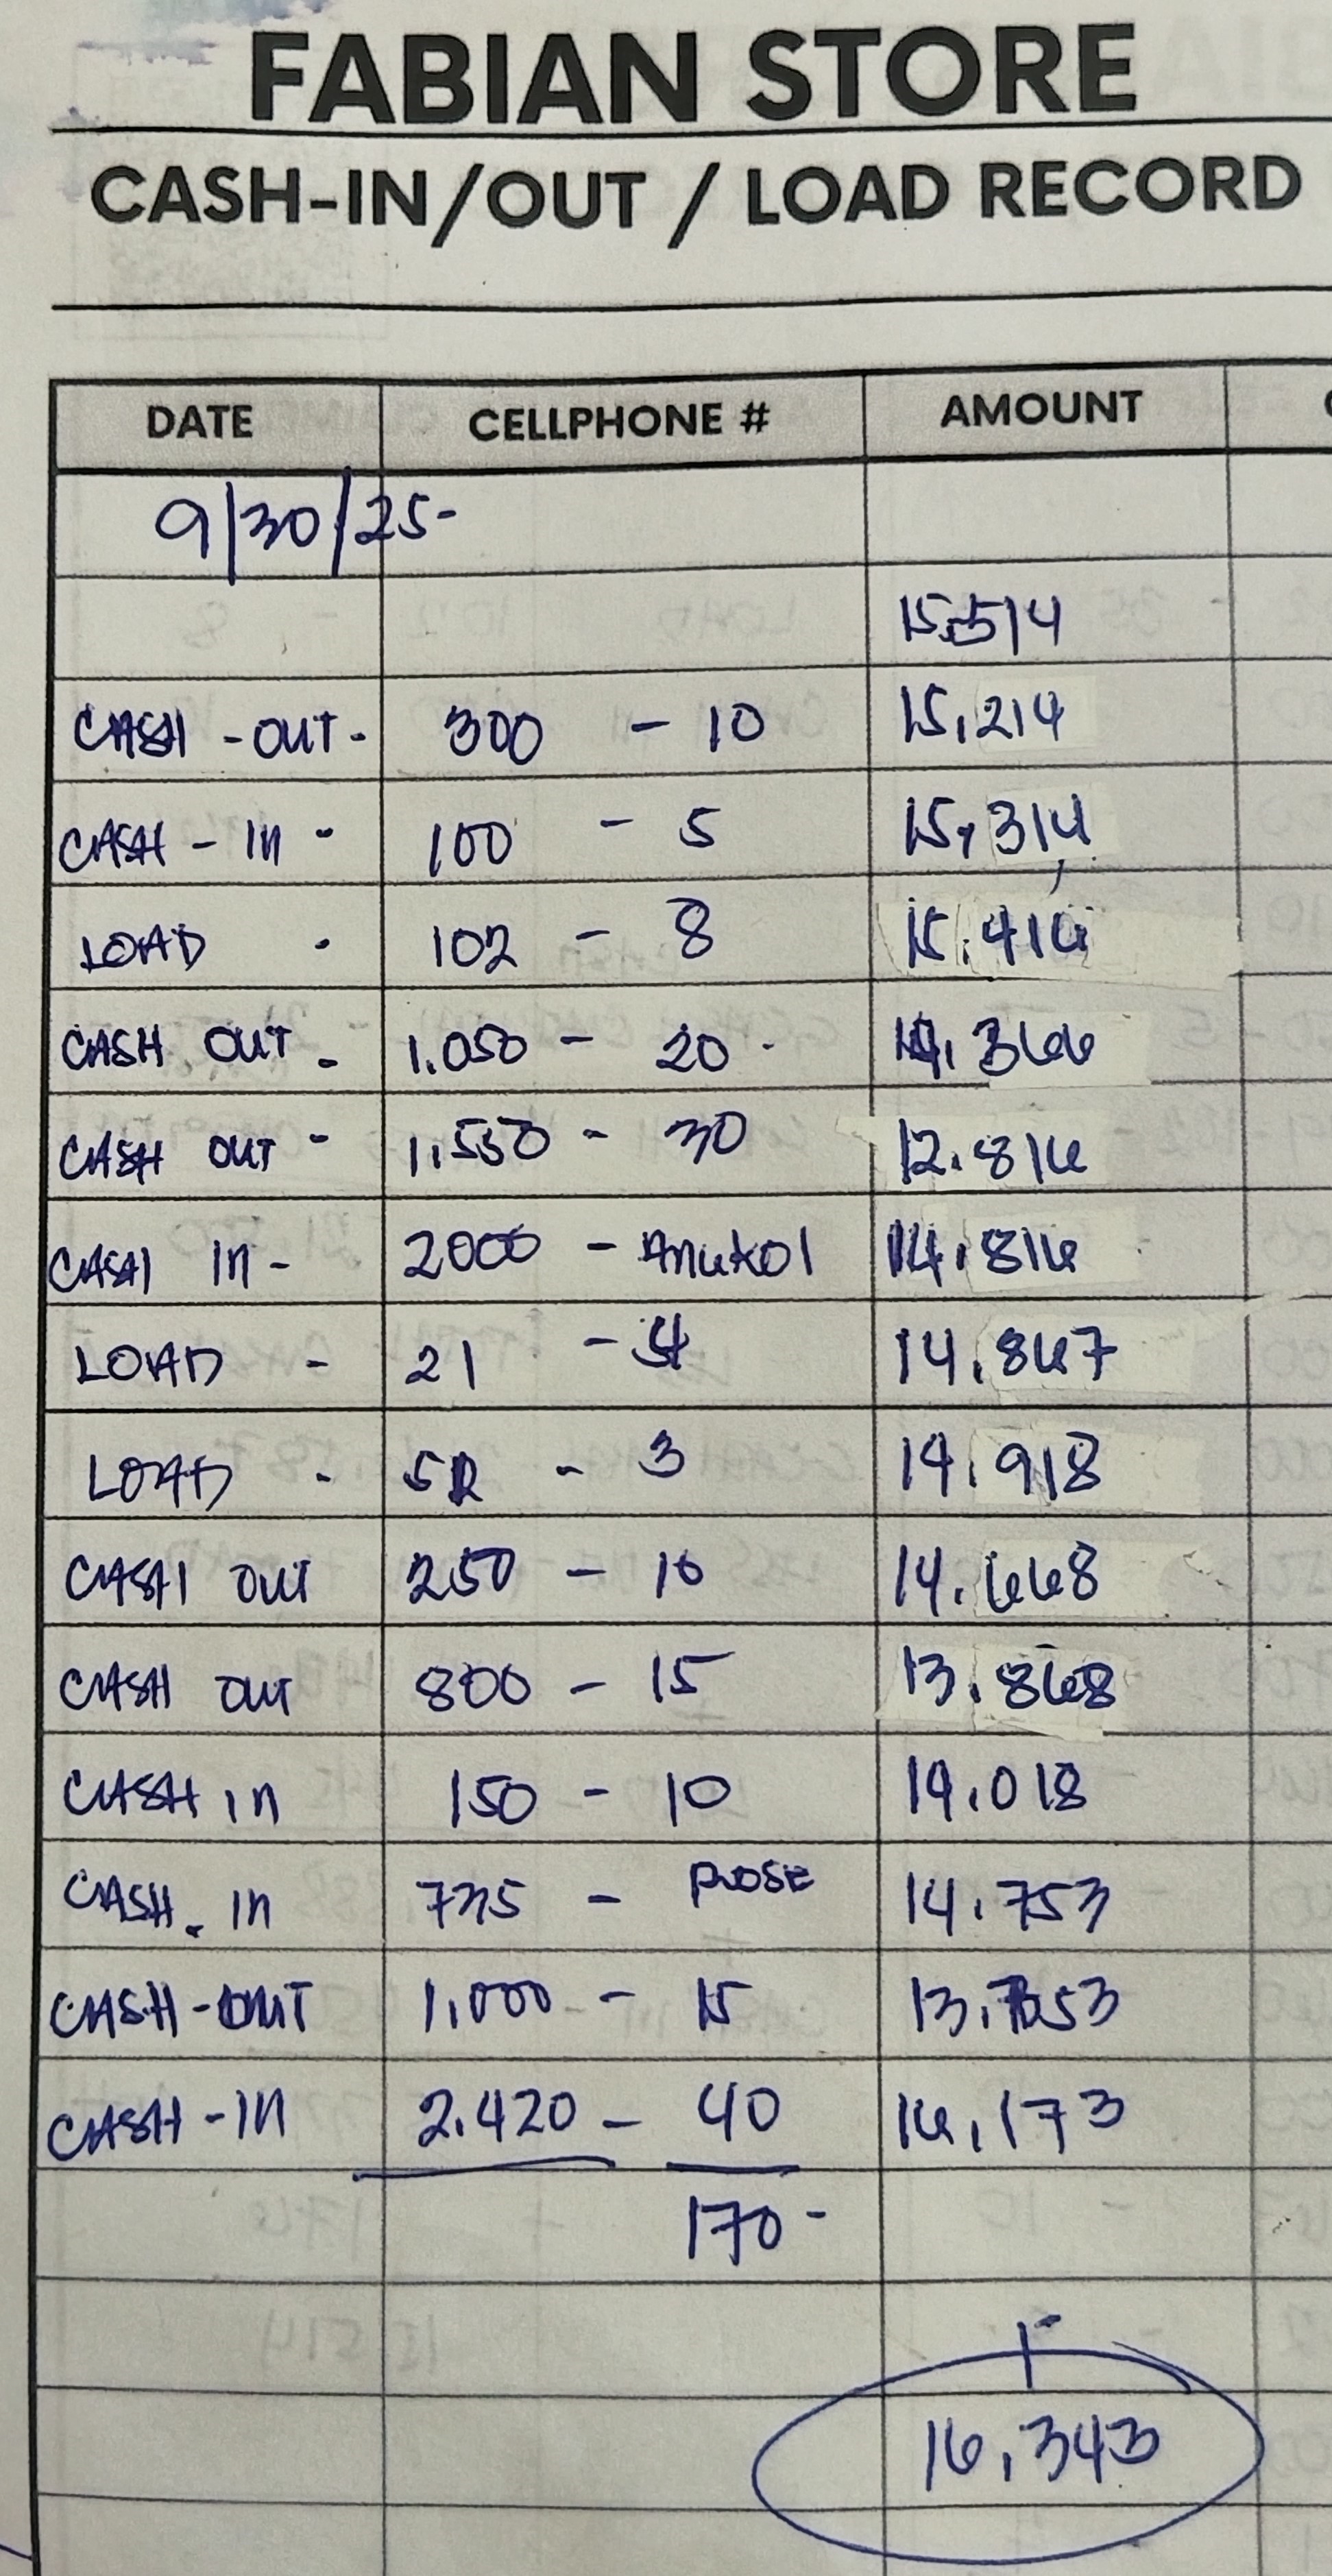 FABIAN STORE
CASH-IN/OUT / LOAD RECORD
DATE CELLPHONE # AMOUNT
9/30/25-
15,514
CASH - OUT - 300 - 10 15,214
CASH - IN - 100 - 5 15,314
LOAD - 102 - 8 15,416
CASH OUT - 1.050 - 20 - 14,366
CASH OUT - 1,550 - 30 12.816
CASH IN - 2000 - Anukol 14.816
LOAD - 21 - 4 14.867
LOAD - 52 - 3 14.918
CASH OUT 250 - 10 14.668
CASH OUT 800 - 15 13.868
CASH IN 150 - 10 14.018
CASH. IN 735 - ROSE 14.753
CASH-OUT 1,000 - 15 13.753
CASH-IN 2.420 - 40 16,173
170 -
16,343